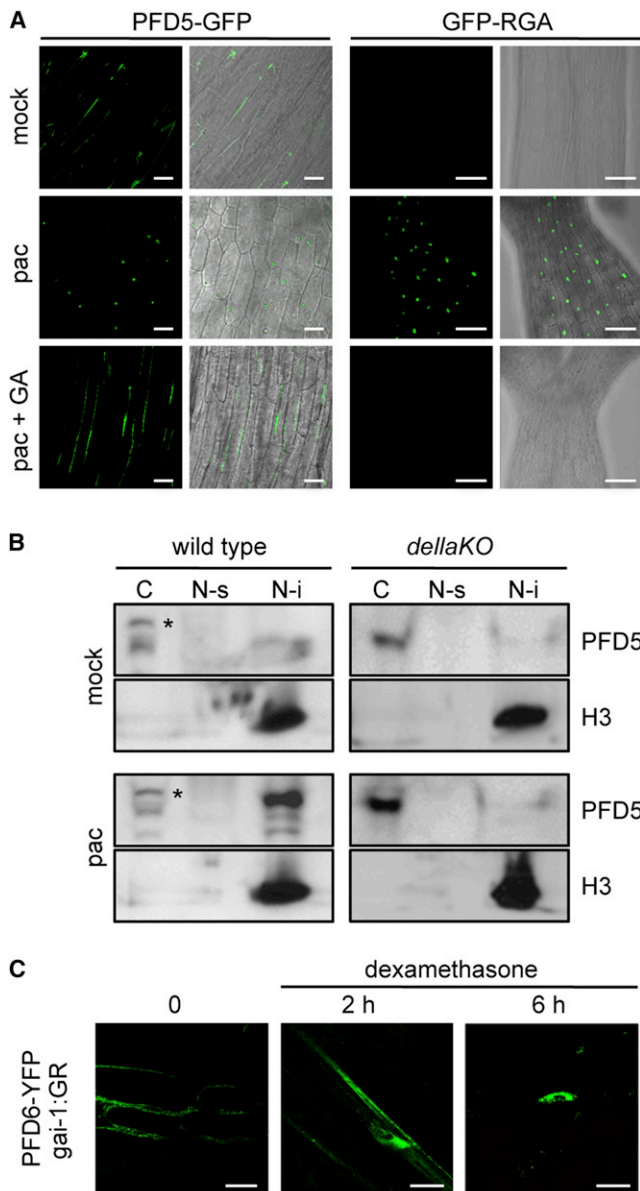 A
PFD5-GFP GFP-RGA
mock
pac
pac + GA
B
wild type dellaKO
C N-s N-i C N-s N-i
mock
* PFD5
H3
pac
* PFD5
H3
C
dexamethasone
0 2 h 6 h
PFD6-YFP
gai-1:GR